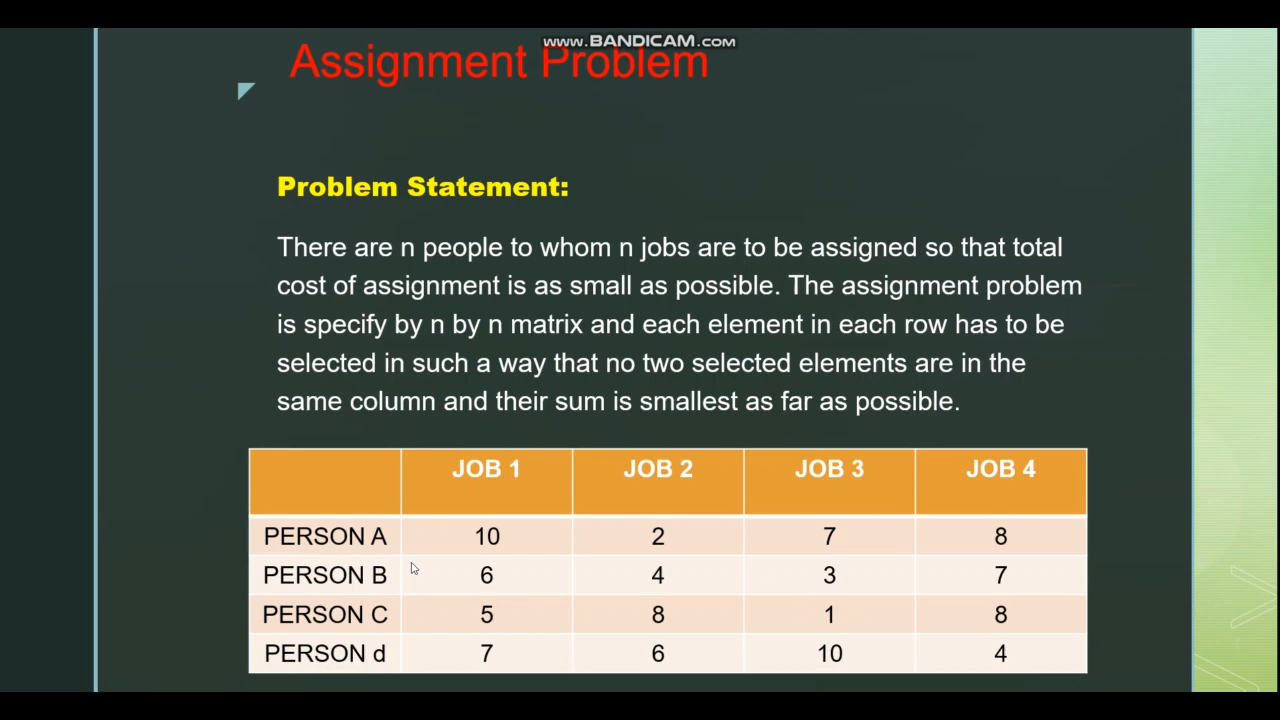 www.BANDICAM.com
Assignment Problem
Problem Statement:
There are n people to whom n jobs are to be assigned so that total
cost of assignment is as small as possible. The assignment problem
is specify by n by n matrix and each element in each row has to be
selected in such a way that no two selected elements are in the
same column and their sum is smallest as far as possible.
JOB 1 JOB 2 JOB 3 JOB 4
PERSON A 10 2 7 8
PERSON B 6 4 3 7
PERSON C 5 8 1 8
PERSON d 7 6 10 4